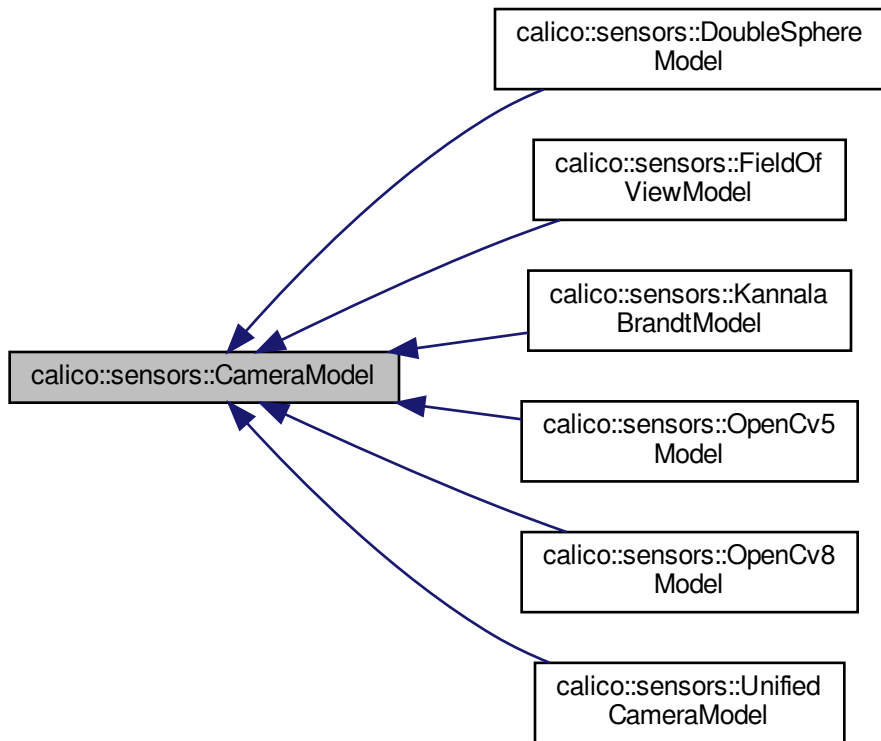 calico::sensors::DoubleSphere
Model
calico::sensors::FieldOf
ViewModel
calico::sensors::Kannala
BrandtModel
calico::sensors::CameraModel
calico::sensors::OpenCv5
Model
calico::sensors::OpenCv8
Model
calico::sensors::Unified
CameraModel